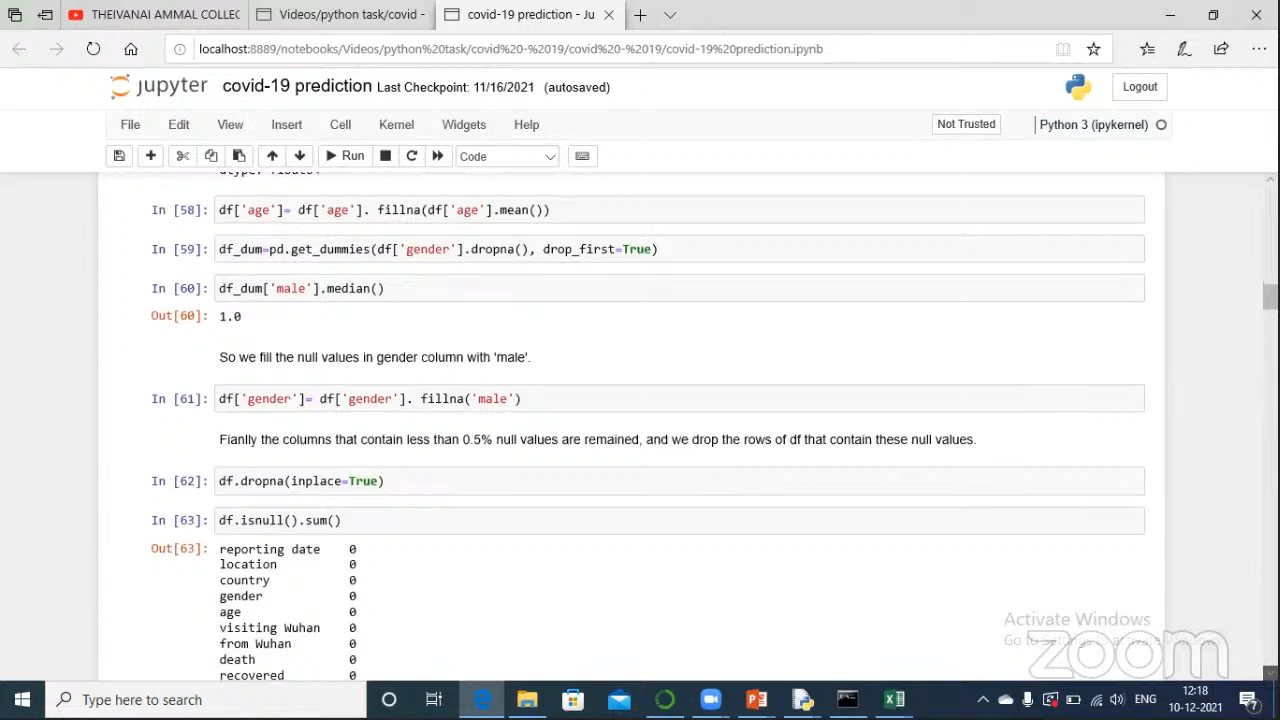 THEIVANAI AMMAL COLLEC
Videos/python task/covid -
covid-19 prediction - Ju
localhost:8889/notebooks/Videos/python%20task/covid%20-%2019/covid%20-%2019/covid-19%20prediction.ipynb
jupyter covid-19 prediction Last Checkpoint: 11/16/2021 (autosaved)
Logout
File Edit View Insert Cell Kernel Widgets Help
Not Trusted
Python 3 (ipykernel)
Run
Code
In [58]: df['age']= df['age']. fillna(df['age'].mean())
In [59]: df_dum=pd.get_dummies(df['gender'].dropna(), drop_first=True)
In [60]: df_dum['male'].median()
Out[60]: 1.0
So we fill the null values in gender column with 'male'.
In [61]: df['gender']= df['gender']. fillna('male')
Fianlly the columns that contain less than 0.5% null values are remained, and we drop the rows of df that contain these null values.
In [62]: df.dropna(inplace=True)
In [63]: df.isnull().sum()
Out[63]: reporting date 0
location 0
country 0
gender 0
age 0
visiting Wuhan 0
from Wuhan 0
death 0
recovered 0
Activate Windows
zoom
Type here to search
ENG
12:18
10-12-2021
7